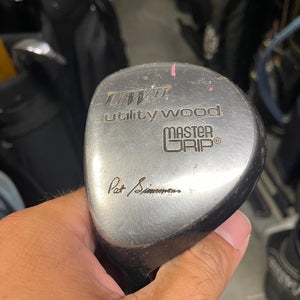 utility wood
MASTER
GRIP®
Pat Simmons